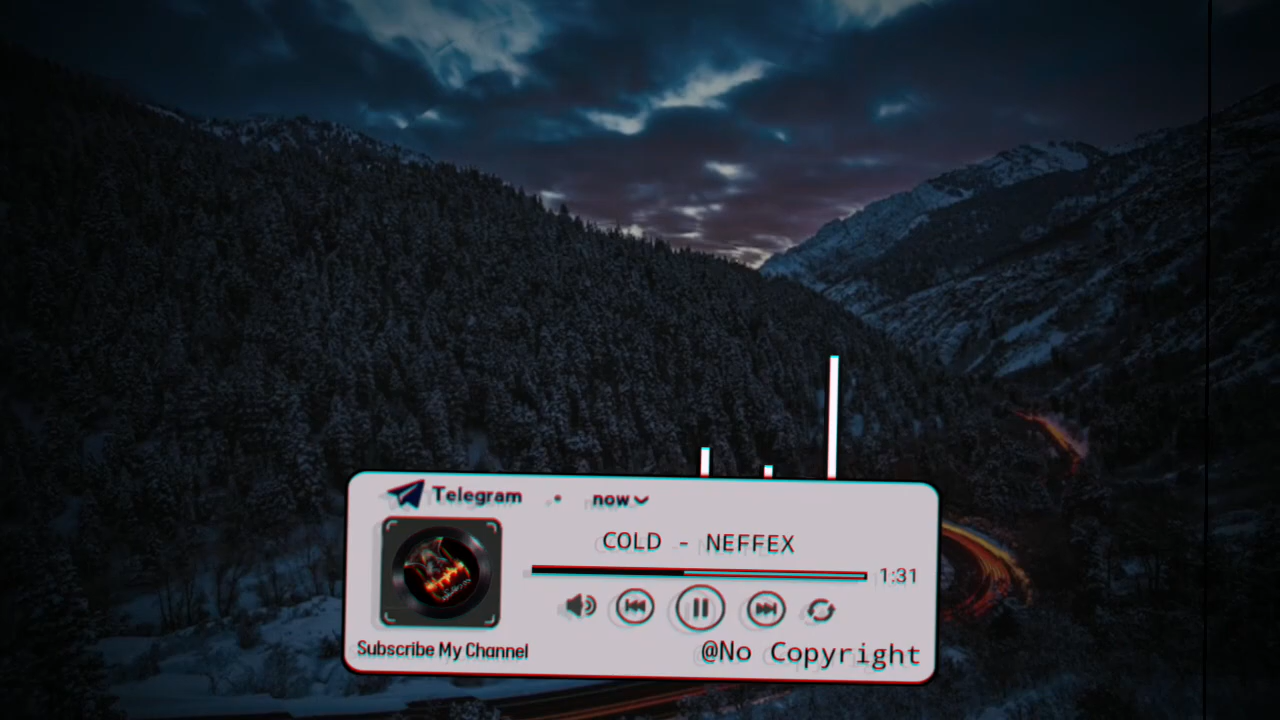 Telegram • now
COLD - NEFFEX
1:31
Subscribe My Channel
@No Copyright